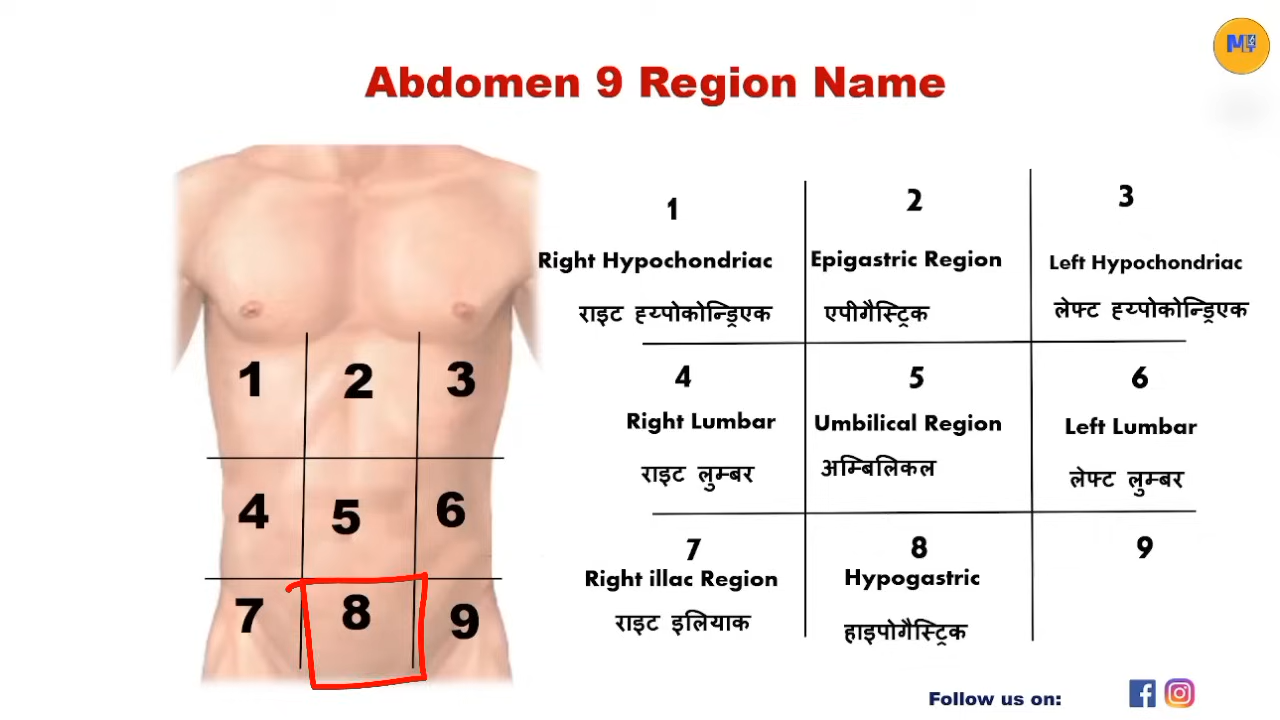 Abdomen 9 Region Name
1
2
3
4
5
6
7
8
9
1
Right Hypochondriac
राइट ह्य्पोकोन्ड्रिएक
2
Epigastric Region
एपीगैस्ट्रिक
3
Left Hypochondriac
लेफ्ट ह्य्पोकोन्ड्रिएक
4
Right Lumbar
राइट लुम्बर
5
Umbilical Region
अम्बिलिकल
6
Left Lumbar
लेफ्ट लुम्बर
7
Right illac Region
राइट इलियाक
8
Hypogastric
हाइपोगैस्ट्रिक
9
Follow us on: